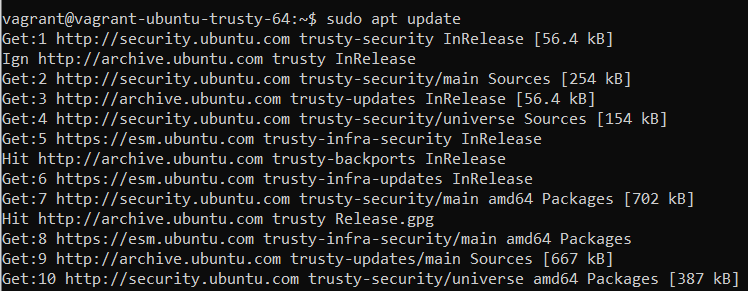 vagrant@vagrant-ubuntu-trusty-64:~$ sudo apt update
Get:1 http://security.ubuntu.com trusty-security InRelease [56.4 kB]
Ign http://archive.ubuntu.com trusty InRelease
Get:2 http://security.ubuntu.com trusty-security/main Sources [254 kB]
Get:3 http://archive.ubuntu.com trusty-updates InRelease [56.4 kB]
Get:4 http://security.ubuntu.com trusty-security/universe Sources [154 kB]
Get:5 https://esm.ubuntu.com trusty-infra-security InRelease
Hit http://archive.ubuntu.com trusty-backports InRelease
Get:6 https://esm.ubuntu.com trusty-infra-updates InRelease
Get:7 http://security.ubuntu.com trusty-security/main amd64 Packages [702 kB]
Hit http://archive.ubuntu.com trusty Release.gpg
Get:8 https://esm.ubuntu.com trusty-infra-security/main amd64 Packages
Get:9 http://archive.ubuntu.com trusty-updates/main Sources [667 kB]
Get:10 http://security.ubuntu.com trusty-security/universe amd64 Packages [387 kB]